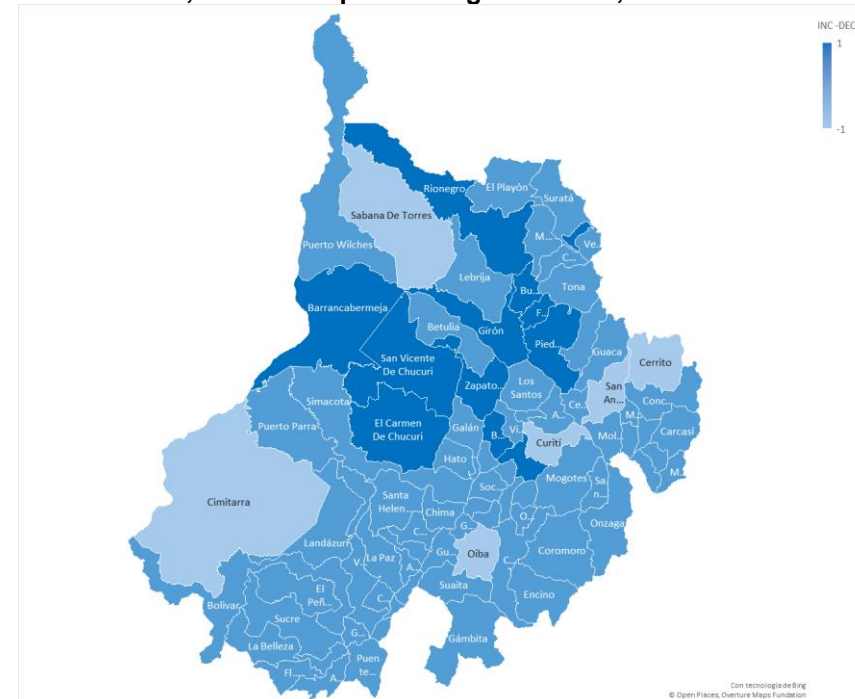 INC -DEC
1
-1
Rionegro
El Playón
Suratá
Sabana De Torres
M...
Ve...
Puerto Wilches
C...
Lebríja
Tona
Bu...
Barrancabermeja
F...
Betulia
Girón
Pied...
Guaca
San Vicente
De Chucuri
Cerrito
Zapato...
Los
Santos
San
An...
Simacota
Ce...
Conc...
A...
M...
El Carmen
De Chucuri
Puerto Parra
Galán
B...
Ví...
Curití
Mol...
Carcasí
Hato
M...
Mogotes
Sa
n...
Soc...
Cimitarra
Santa
Helen...
Chima
O...
Onzaga
G...
C...
Landázuri
Gu...
Oiba
Coromoro
V...
La Paz
A...
C...
Suaita
El
Peñ...
Encino
Bolívar
C...
Sucre
G...
Gámbita
La Belleza
Puen
te...
Fl...
A...
Con tecnología de Bing
© Open Places, Overture Maps Fundation